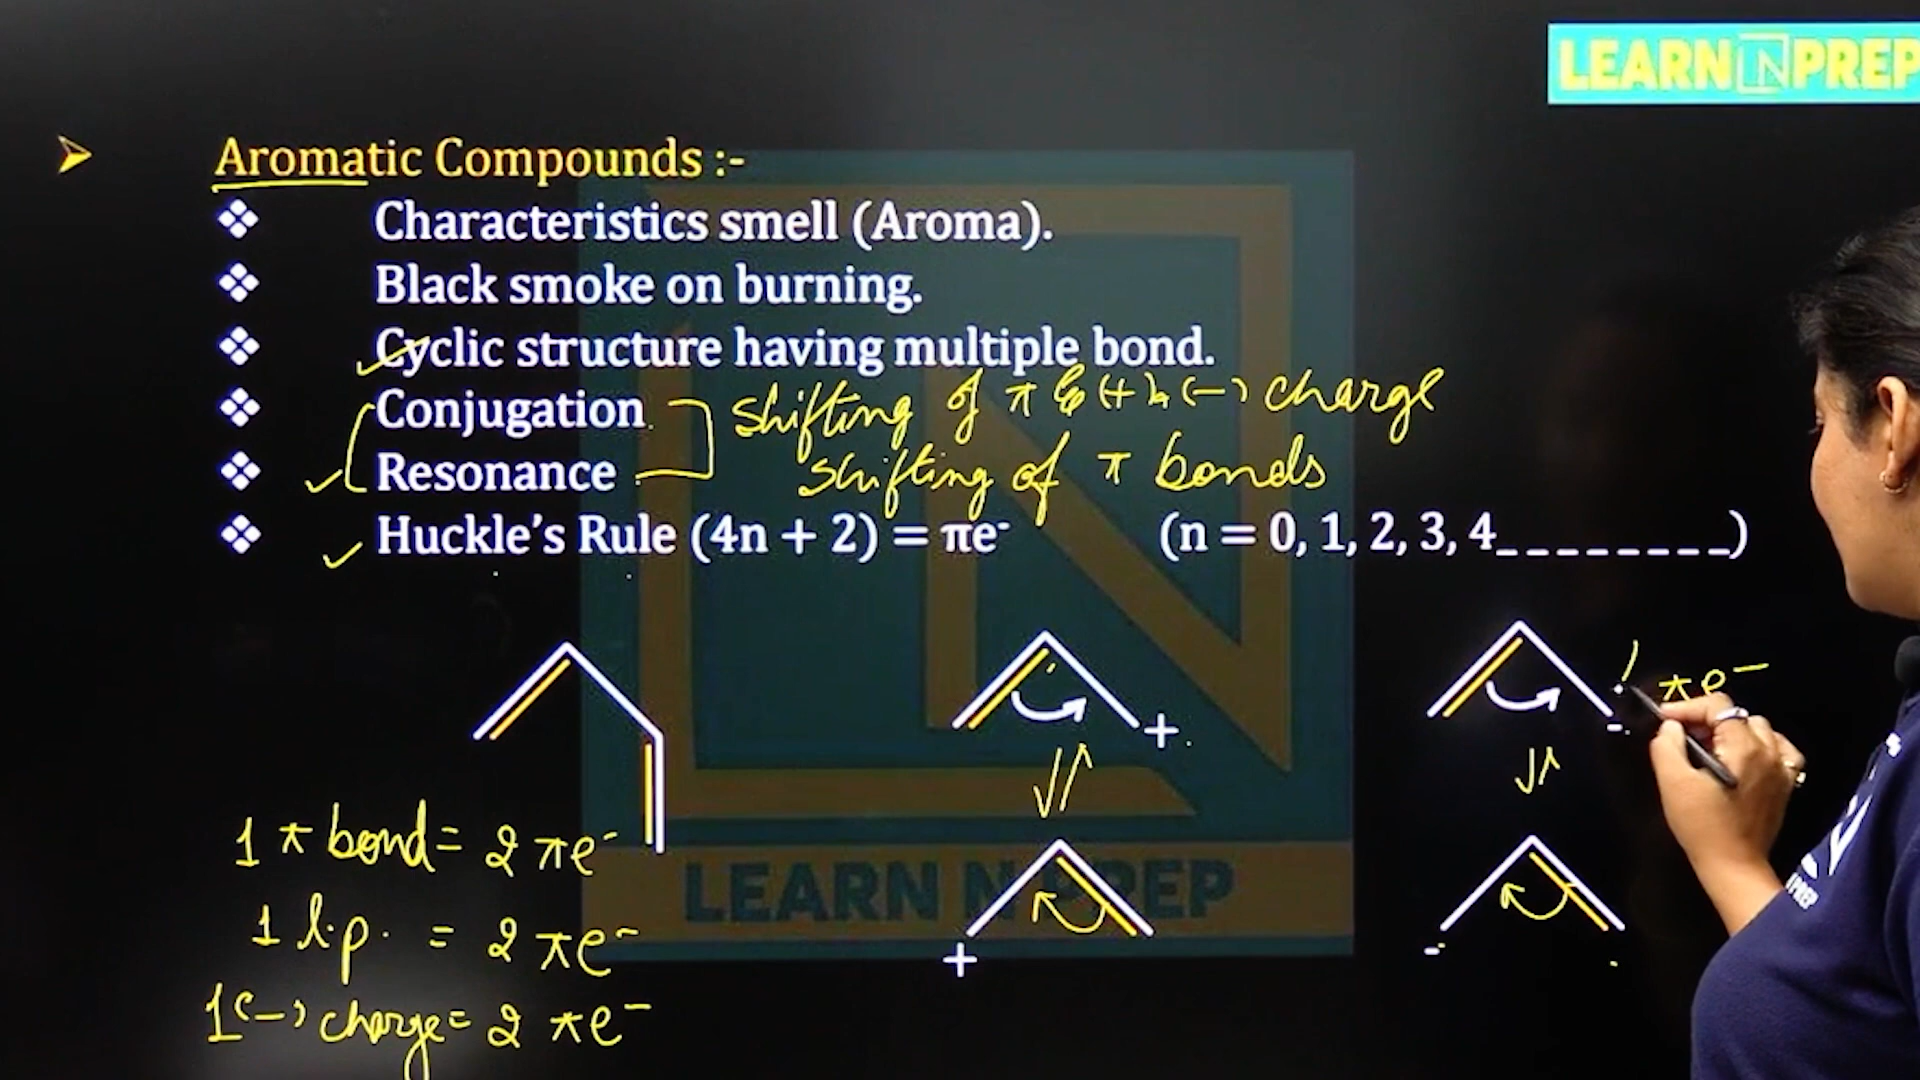 LEARN N PREP
Aromatic Compounds :-
Characteristics smell (Aroma).
Black smoke on burning.
Cyclic structure having multiple bond.
Conjugation Shifting of π & (+), (-) charge
Resonance Shifting of π bonds
Huckle's Rule (4n + 2) = πe⁻ (n = 0, 1, 2, 3, 4_ _ _ _ _ _ _ _)
πe⁻
+ -
1 π bond = 2 πe⁻
LEARN N PREP
1 l.p. = 2 πe⁻
+ -
1 (-) charge = 2 πe⁻